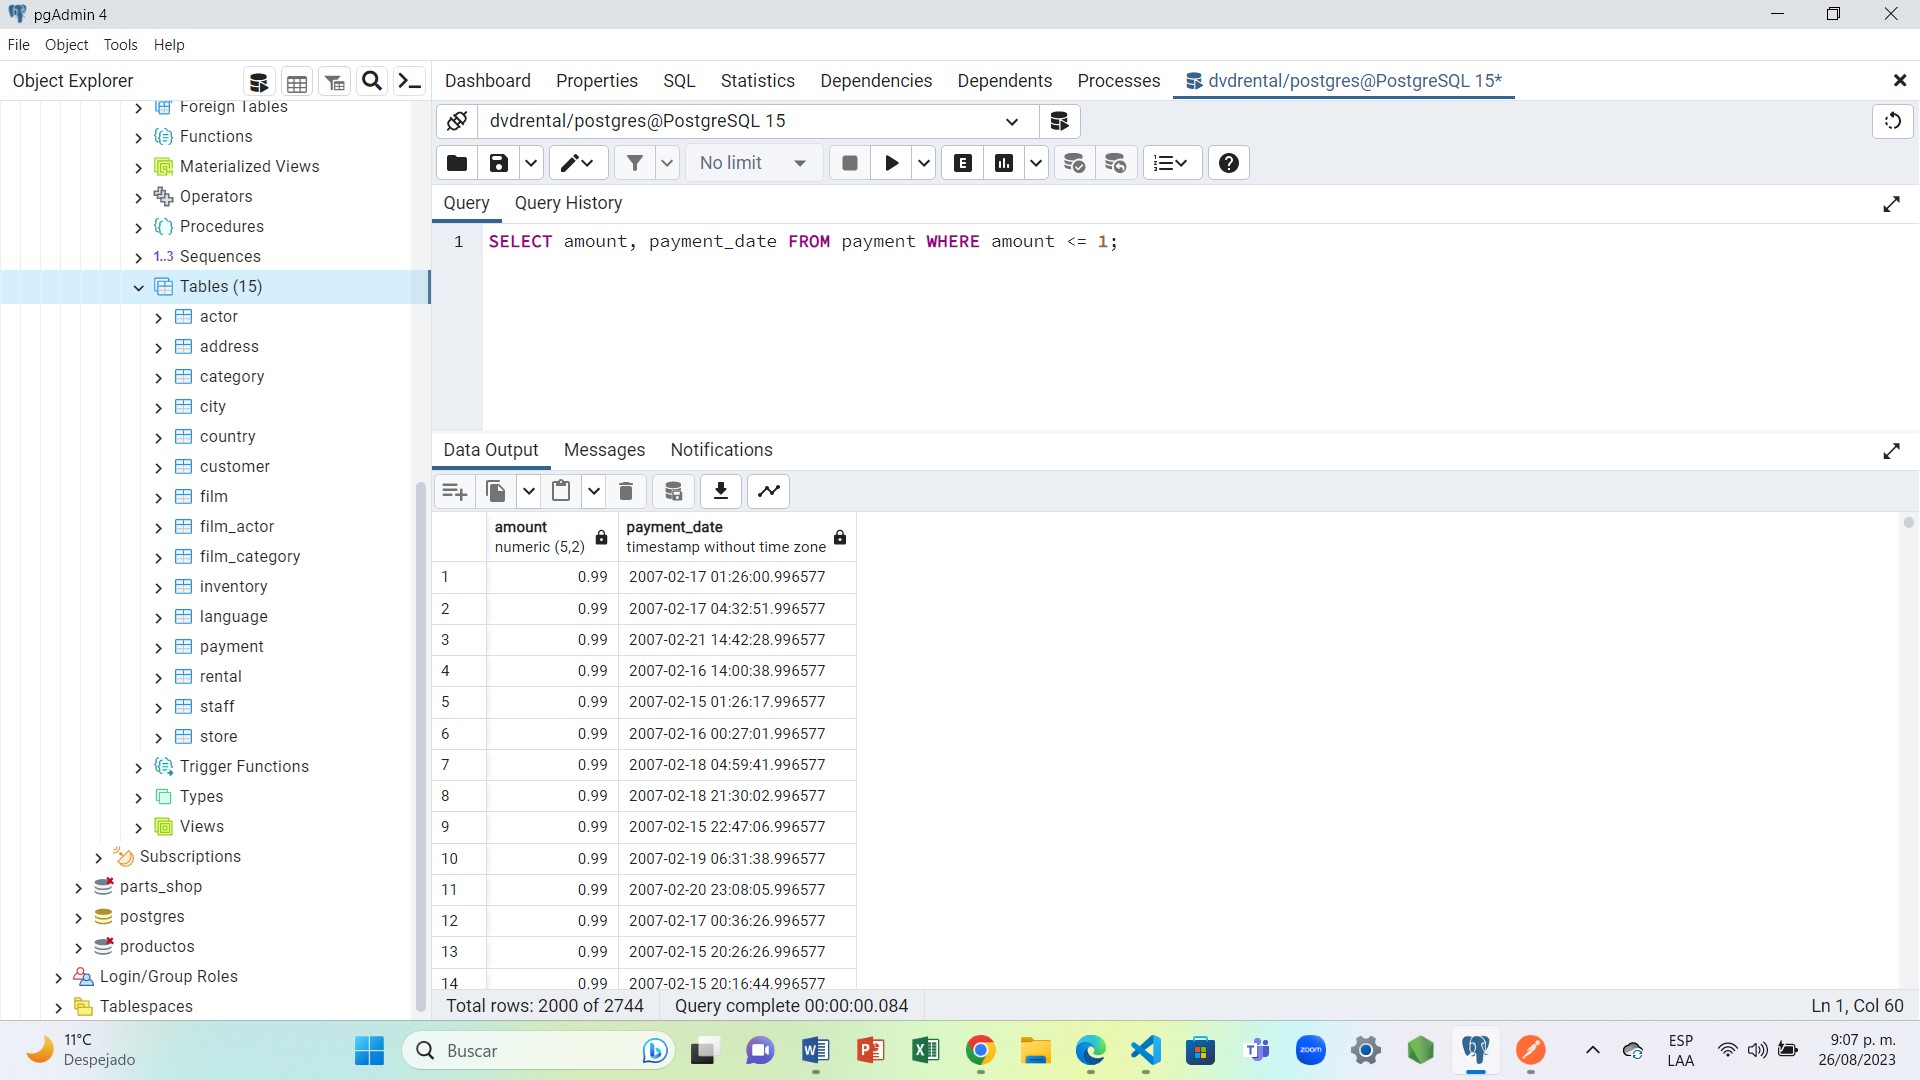 pgAdmin 4
File Object Tools Help
Object Explorer
Dashboard Properties SQL Statistics Dependencies Dependents Processes dvdrental/postgres@PostgreSQL 15*
Foreign Tables
Functions
Materialized Views
Operators
Procedures
1..3 Sequences
Tables (15)
actor
address
category
city
country
customer
film
film_actor
film_category
inventory
language
payment
rental
staff
store
Trigger Functions
Types
Views
Subscriptions
parts_shop
postgres
productos
Login/Group Roles
Tablespaces
dvdrental/postgres@PostgreSQL 15
No limit
E
Query Query History
1 SELECT amount, payment_date FROM payment WHERE amount <= 1;
Data Output Messages Notifications
amount payment_date
numeric (5,2) timestamp without time zone
1 0.99 2007-02-17 01:26:00.996577
2 0.99 2007-02-17 04:32:51.996577
3 0.99 2007-02-21 14:42:28.996577
4 0.99 2007-02-16 14:00:38.996577
5 0.99 2007-02-15 01:26:17.996577
6 0.99 2007-02-16 00:27:01.996577
7 0.99 2007-02-18 04:59:41.996577
8 0.99 2007-02-18 21:30:02.996577
9 0.99 2007-02-15 22:47:06.996577
10 0.99 2007-02-19 06:31:38.996577
11 0.99 2007-02-20 23:08:05.996577
12 0.99 2007-02-17 00:36:26.996577
13 0.99 2007-02-15 20:26:26.996577
14 0.99 2007-02-15 20:16:44.996577
Total rows: 2000 of 2744 Query complete 00:00:00.084 Ln 1, Col 60
11°C
Despejado
Buscar
zoom
ESP
LAA
9:07 p. m.
26/08/2023